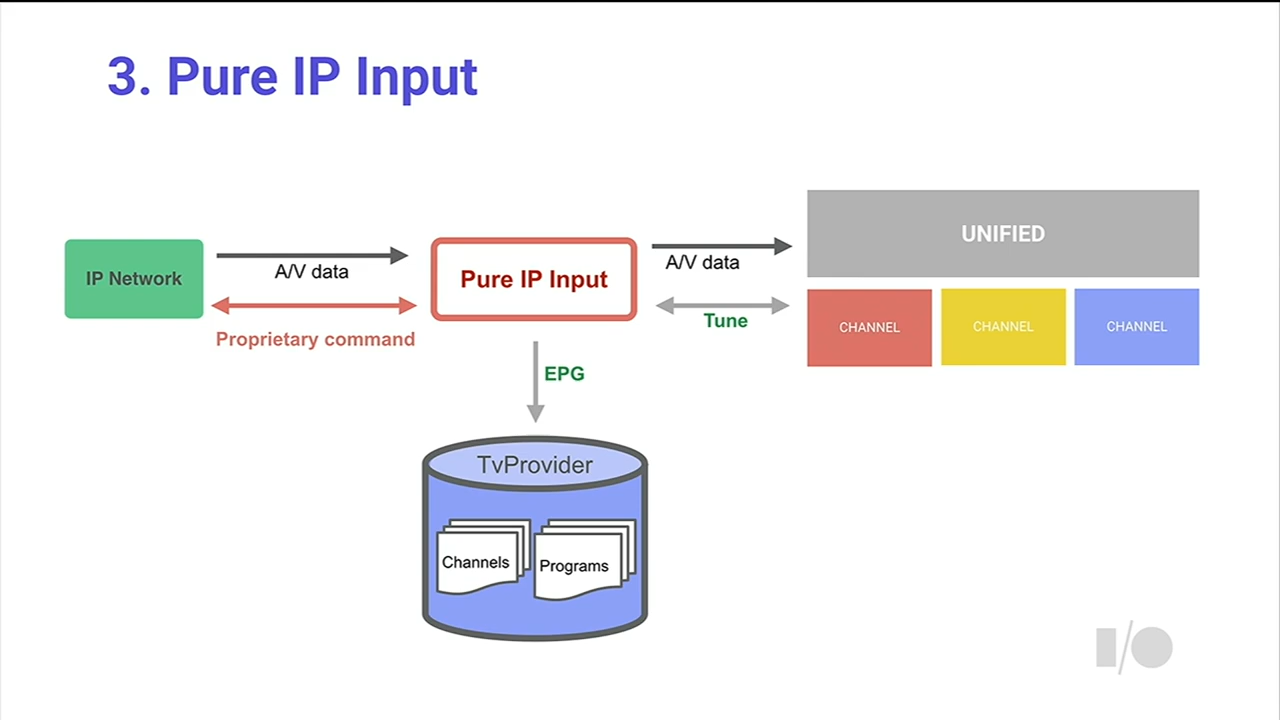 3. Pure IP Input
IP Network
A/V data
Proprietary command
Pure IP Input
A/V data
Tune
UNIFIED
CHANNEL
CHANNEL
CHANNEL
EPG
TvProvider
Channels
Programs
I/O